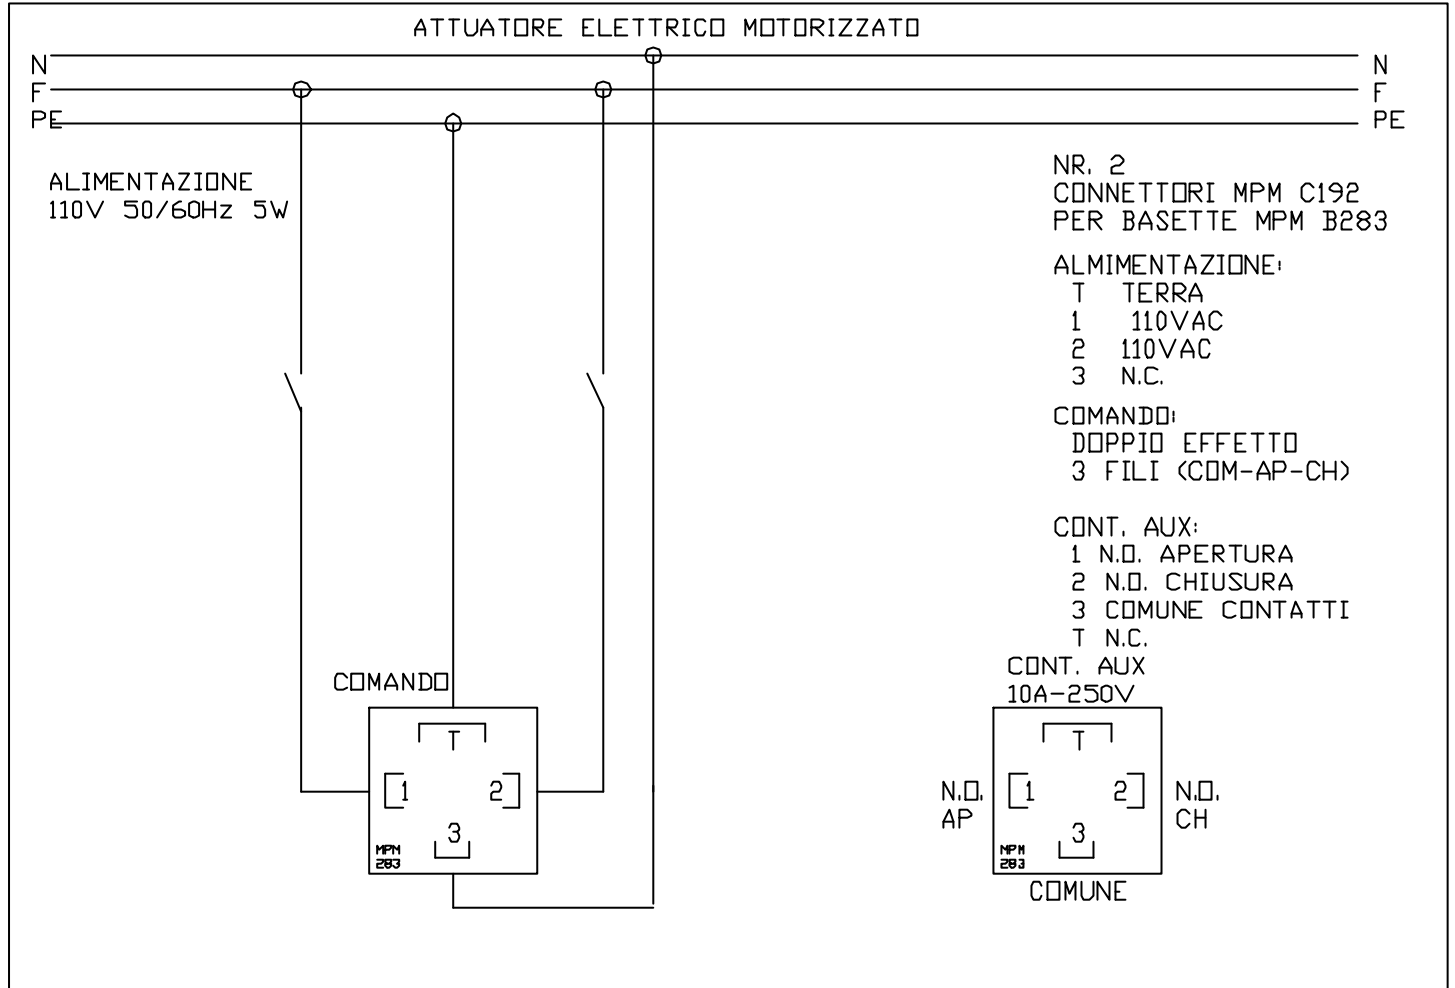 ATTUATORE ELETTRICO MOTORIZZATO
N
F
PE
N
F
PE
ALIMENTAZIONE
110V 50/60Hz 5W
NR. 2
CONNETTORI MPM C192
PER BASETTE MPM B283
ALMIMENTAZIONE:
T TERRA
1 110VAC
2 110VAC
3 N.C.
COMANDO:
DOPPIO EFFETTO
3 FILI (COM-AP-CH)
CONT. AUX:
1 N.O. APERTURA
2 N.O. CHIUSURA
3 COMUNE CONTATTI
T N.C.
COMANDO
T
1 2
3
MPM
283
CONT. AUX
10A-250V
T
N.O.
AP
1 2
N.O.
CH
3
MPM
283
COMUNE